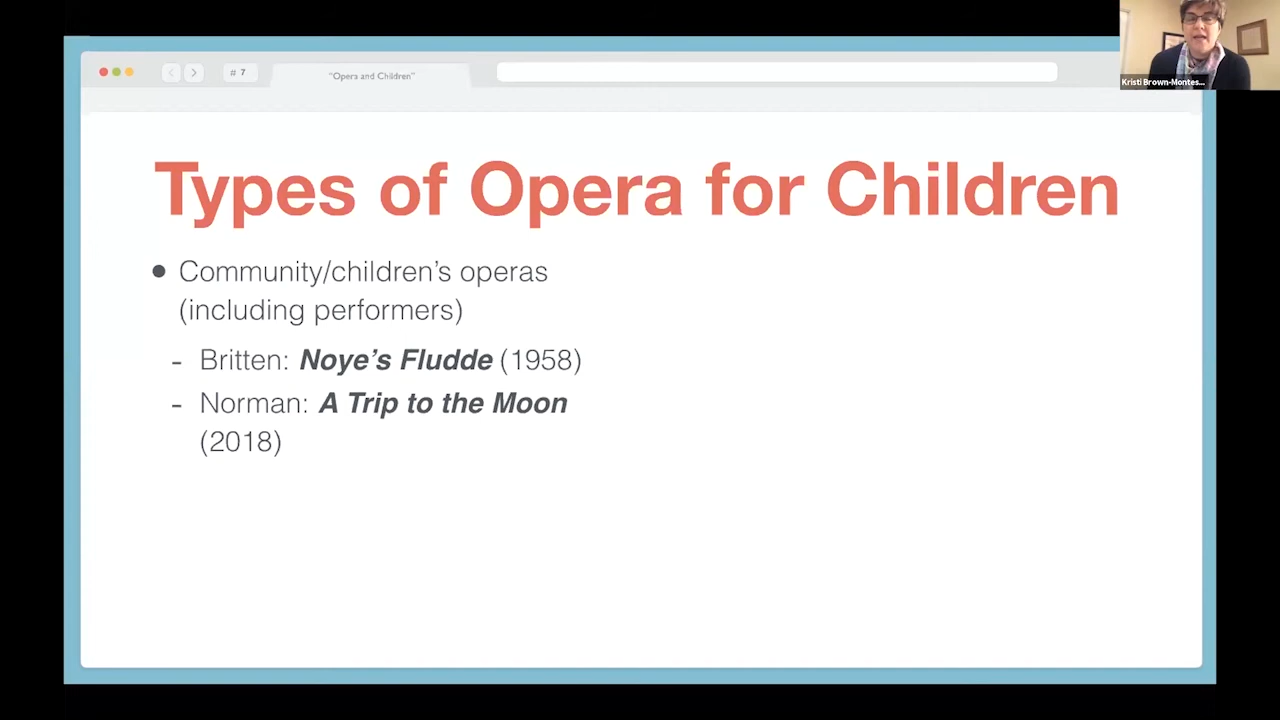 # 7
"Opera and Children"
Kristi Brown-Montes...
Types of Opera for Children
● Community/children's operas
(including performers)
- Britten: Noye's Fludde (1958)
- Norman: A Trip to the Moon
(2018)